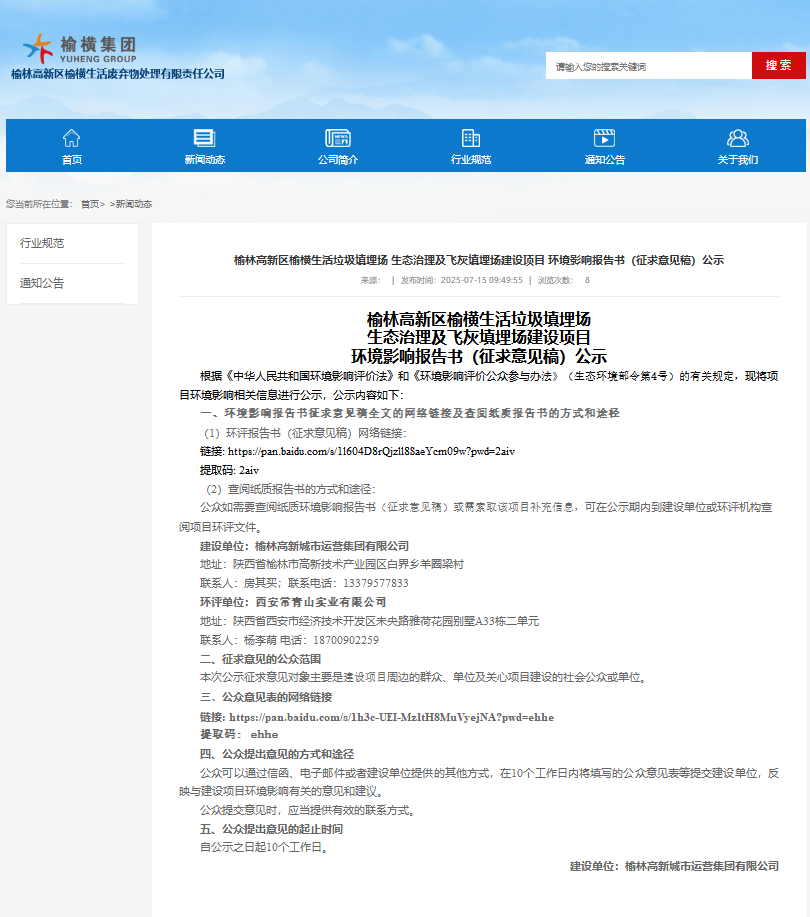 榆横集团
YUHENG GROUP
榆林高新区榆横生活废弃物处理有限责任公司
请输入您的搜索关键词
搜 索
首页
新闻动态
公司简介
行业规范
通知公告
关于我们
您当前所在位置： 首页> >新闻动态
行业规范
通知公告
榆林高新区榆横生活垃圾填埋场 生态治理及飞灰填埋场建设项目 环境影响报告书（征求意见稿）公示
来源： | 发布时间：2025-07-15 09:49:55 | 浏览次数： 8
榆林高新区榆横生活垃圾填埋场
生态治理及飞灰填埋场建设项目
环境影响报告书（征求意见稿）公示
根据《中华人民共和国环境影响评价法》和《环境影响评价公众参与办法》（生态环境部令第4号）的有关规定，现将项
目环境影响相关信息进行公示，公示内容如下：
一、环境影响报告书征求意见稿全文的网络链接及查阅纸质报告书的方式和途径
（1）环评报告书（征求意见稿）网络链接：
链接: https://pan.baidu.com/s/1l604D8rQjzll88aeYcm09w?pwd=2aiv
提取码: 2aiv
（2）查阅纸质报告书的方式和途径：
公众如需要查阅纸质环境影响报告书（征求意见稿）或需索取该项目补充信息，可在公示期内到建设单位或环评机构查
阅项目环评文件。
建设单位：榆林高新城市运营集团有限公司
地址：陕西省榆林市高新技术产业园区白界乡羊圈梁村
联系人：房其买；联系电话：13379577833
环评单位：西安常青山实业有限公司
地址：陕西省西安市经济技术开发区未央路雅荷花园别墅A33栋二单元
联系人：杨李萌 电话：18700902259
二、征求意见的公众范围
本次公示征求意见对象主要是建设项目周边的群众、单位及关心项目建设的社会公众或单位。
三、公众意见表的网络链接
链接: https://pan.baidu.com/s/1h3c-UEI-MzltH8MuVyejNA?pwd=ehhe
提取码： ehhe
四、公众提出意见的方式和途径
公众可以通过信函、电子邮件或者建设单位提供的其他方式，在10个工作日内将填写的公众意见表等提交建设单位，反
映与建设项目环境影响有关的意见和建议。
公众提交意见时，应当提供有效的联系方式。
五、公众提出意见的起止时间
自公示之日起10个工作日。
建设单位：榆林高新城市运营集团有限公司